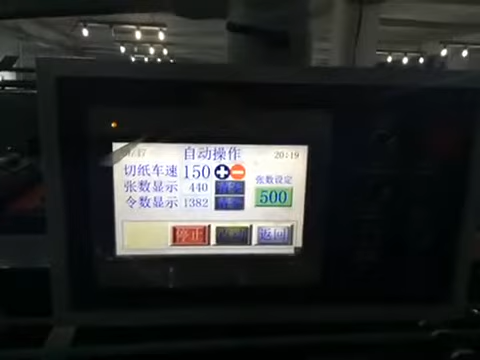 自动操作 20:19
切纸车速 150
张数显示 440
令数显示 1382
张数设定
500
停止 返回